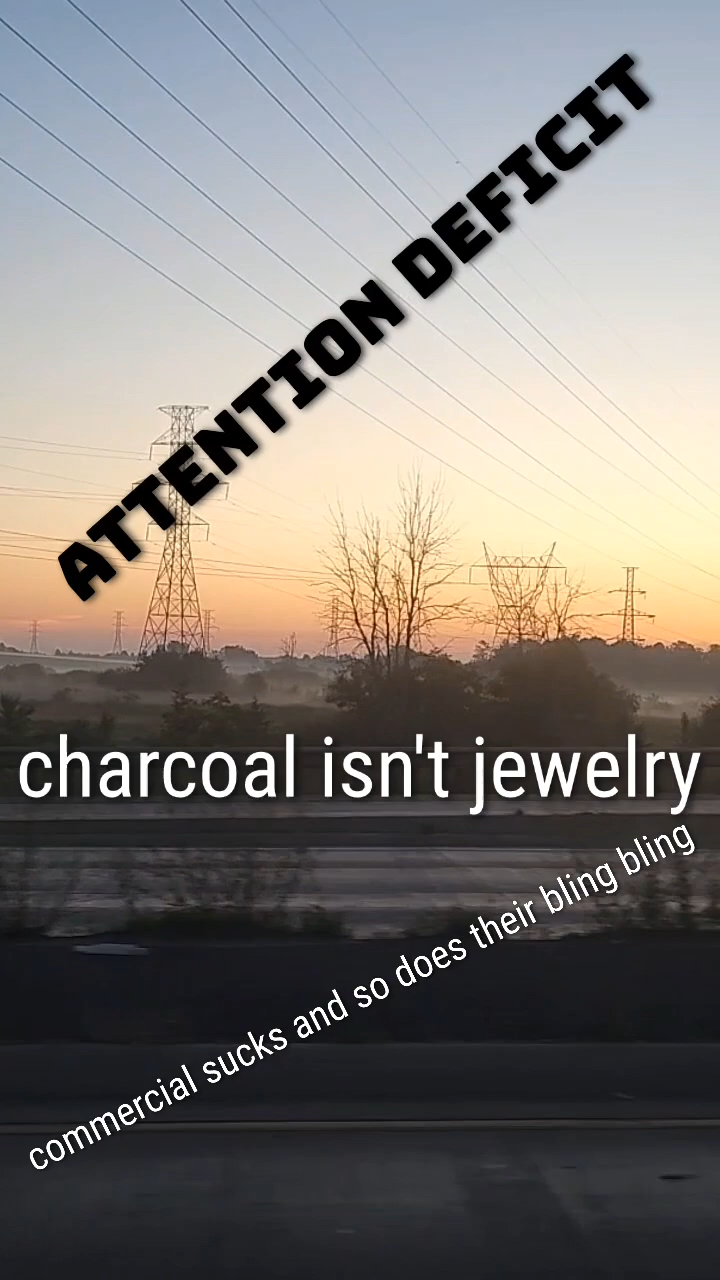 ATTENTION DEFICIT
charcoal isn't jewelry
commercial sucks and so does their bling bling